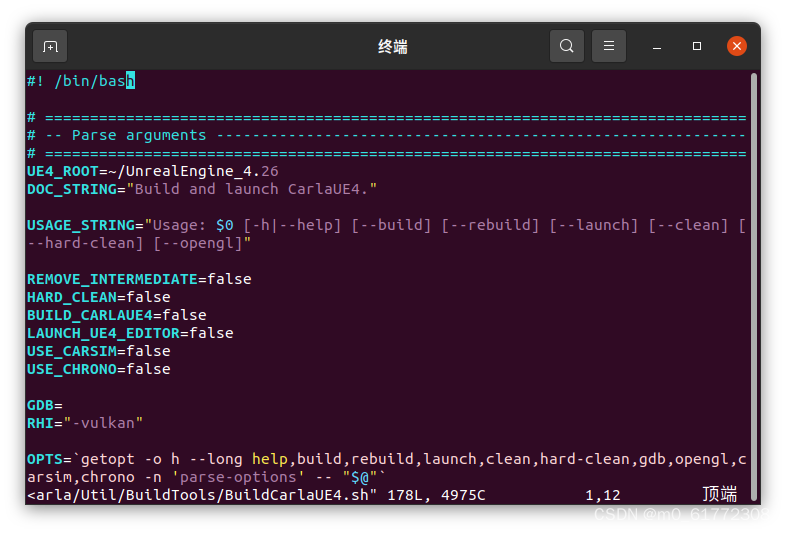 终端
#! /bin/bash
# ==============================================================================
# -- Parse arguments -----------------------------------------------------------
# ==============================================================================
UE4_ROOT=~/UnrealEngine_4.26
DOC_STRING="Build and launch CarlaUE4."
USAGE_STRING="Usage: $0 [-h|--help] [--build] [--rebuild] [--launch] [--clean] [
--hard-clean] [--opengl]"
REMOVE_INTERMEDIATE=false
HARD_CLEAN=false
BUILD_CARLAUE4=false
LAUNCH_UE4_EDITOR=false
USE_CARSIM=false
USE_CHRONO=false
GDB=
RHI="-vulkan"
OPTS=`getopt -o h --long help,build,rebuild,launch,clean,hard-clean,gdb,opengl,c
arsim,chrono -n 'parse-options' -- "$@"`
<arla/Util/BuildTools/BuildCarlaUE4.sh" 178L, 4975C 1,12 顶端
CSDN